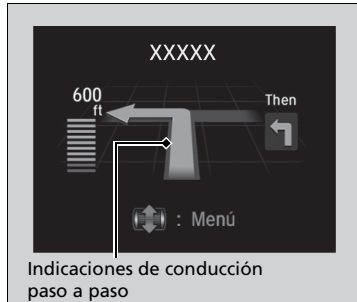 XXXXX
600
ft
Then
: Menú
Indicaciones de conducción
paso a paso